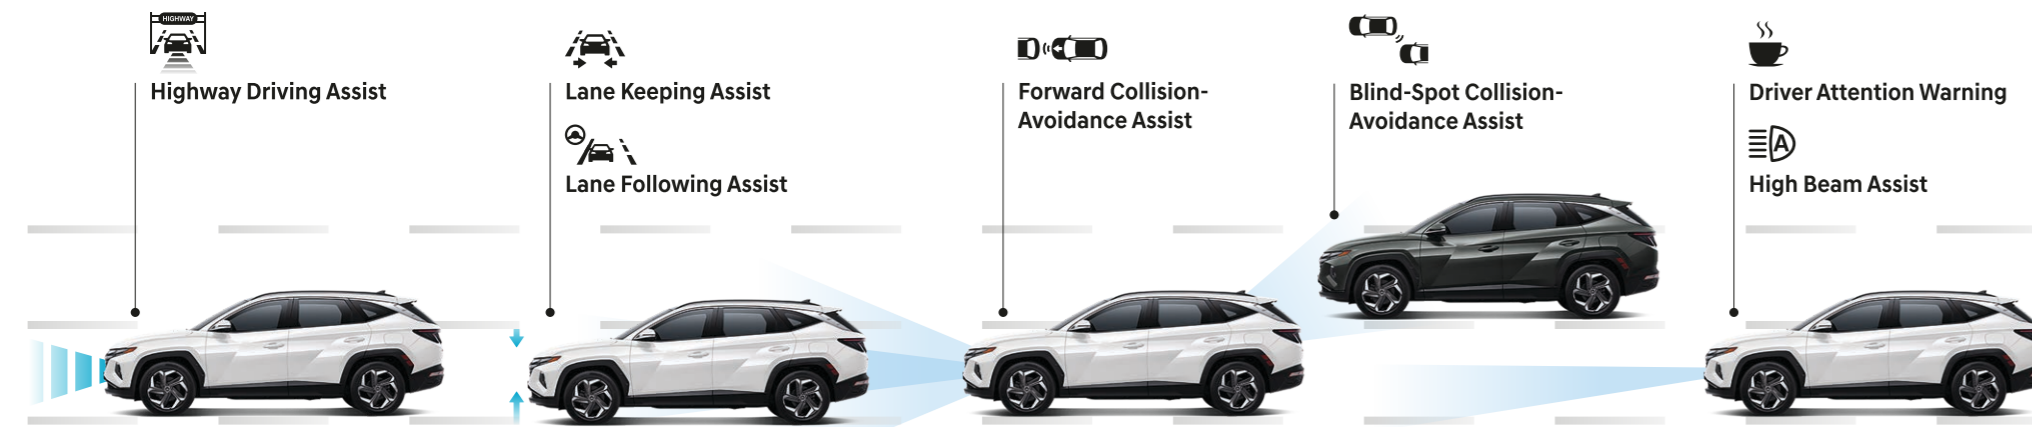 HIGHWAY
Highway Driving Assist
Lane Keeping Assist
Lane Following Assist
Forward Collision-
Avoidance Assist
Blind-Spot Collision-
Avoidance Assist
Driver Attention Warning
A
High Beam Assist